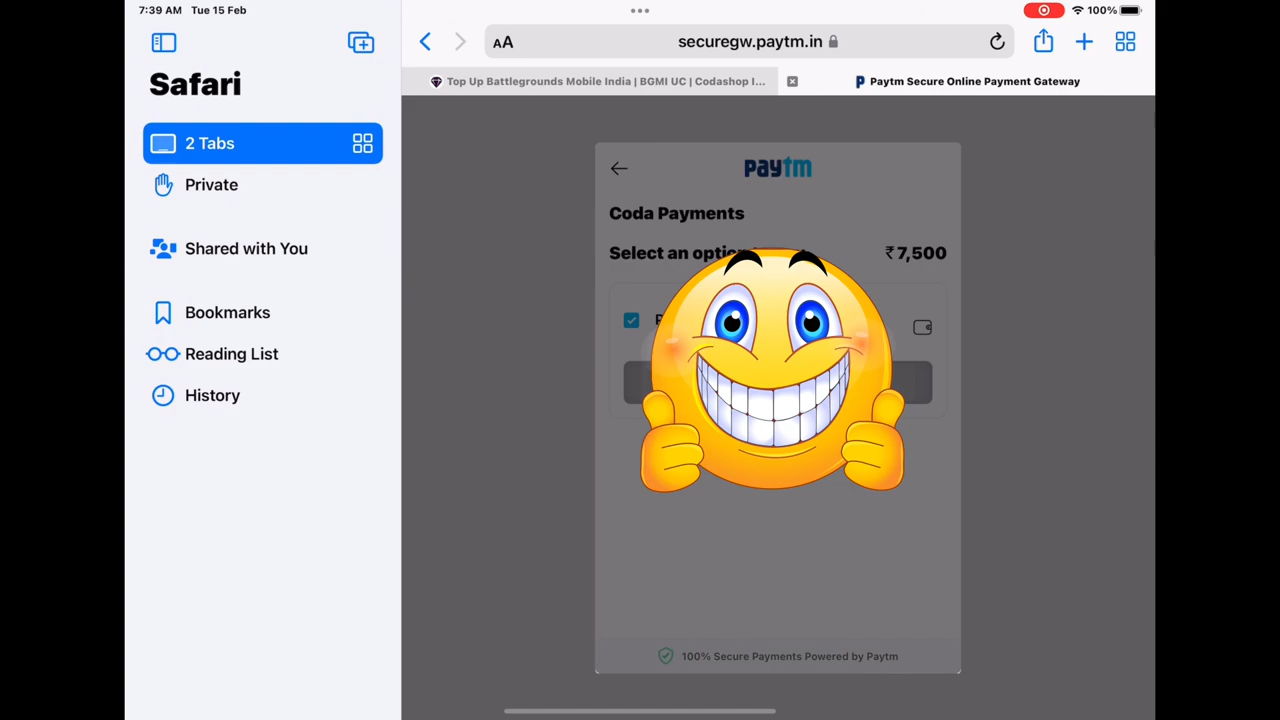 7:39 AM Tue 15 Feb
100%
Safari
2 Tabs
Private
Shared with You
Bookmarks
Reading List
History
AA
securegw.paytm.in
Top Up Battlegrounds Mobile India | BGMI UC | Codashop I...
Paytm Secure Online Payment Gateway
paytm
Coda Payments
Select an option
₹7,500
100% Secure Payments Powered by Paytm